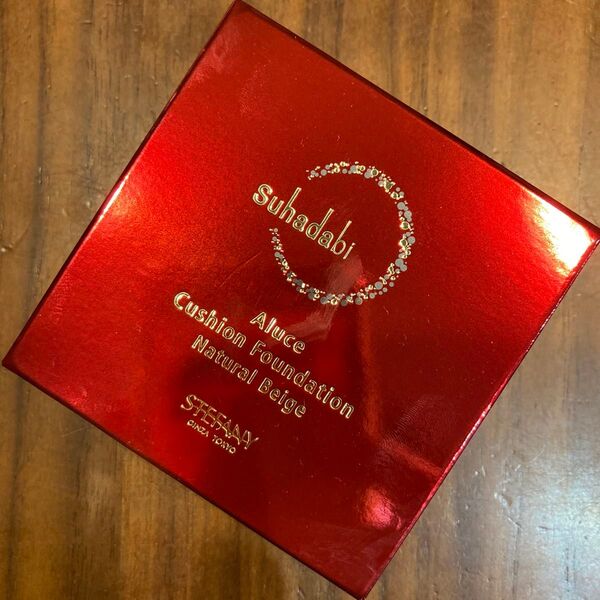 Suhadabi
Aluce
Cushion Foundation
Natural Beige
STEFANY
GINZA TOKYO